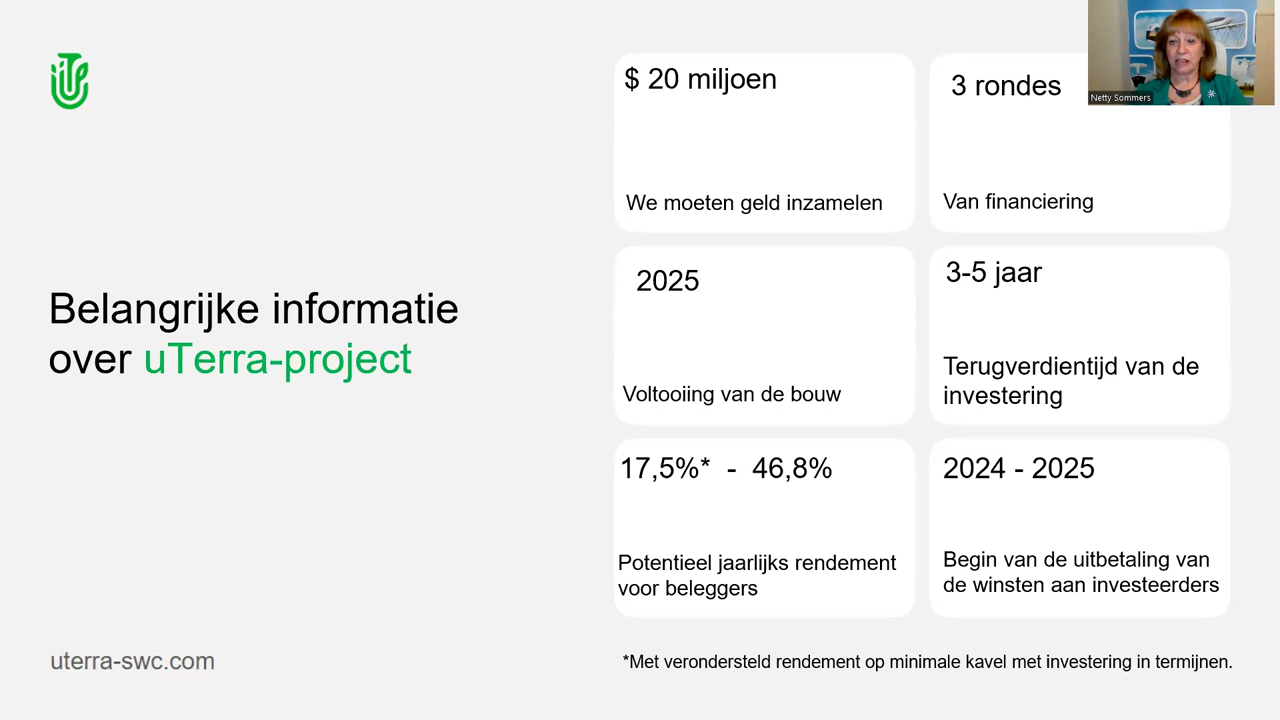 $ 20 miljoen
3 rondes
Netty Sommers
We moeten geld inzamelen
Van financiering
2025
3-5 jaar
Belangrijke informatie
over uTerra-project
Voltooiing van de bouw
Terugverdientijd van de
investering
17,5%* - 46,8%
2024 - 2025
Potentieel jaarlijks rendement
voor beleggers
Begin van de uitbetaling van
de winsten aan investeerders
uterra-swc.com
*Met verondersteld rendement op minimale kavel met investering in termijnen.